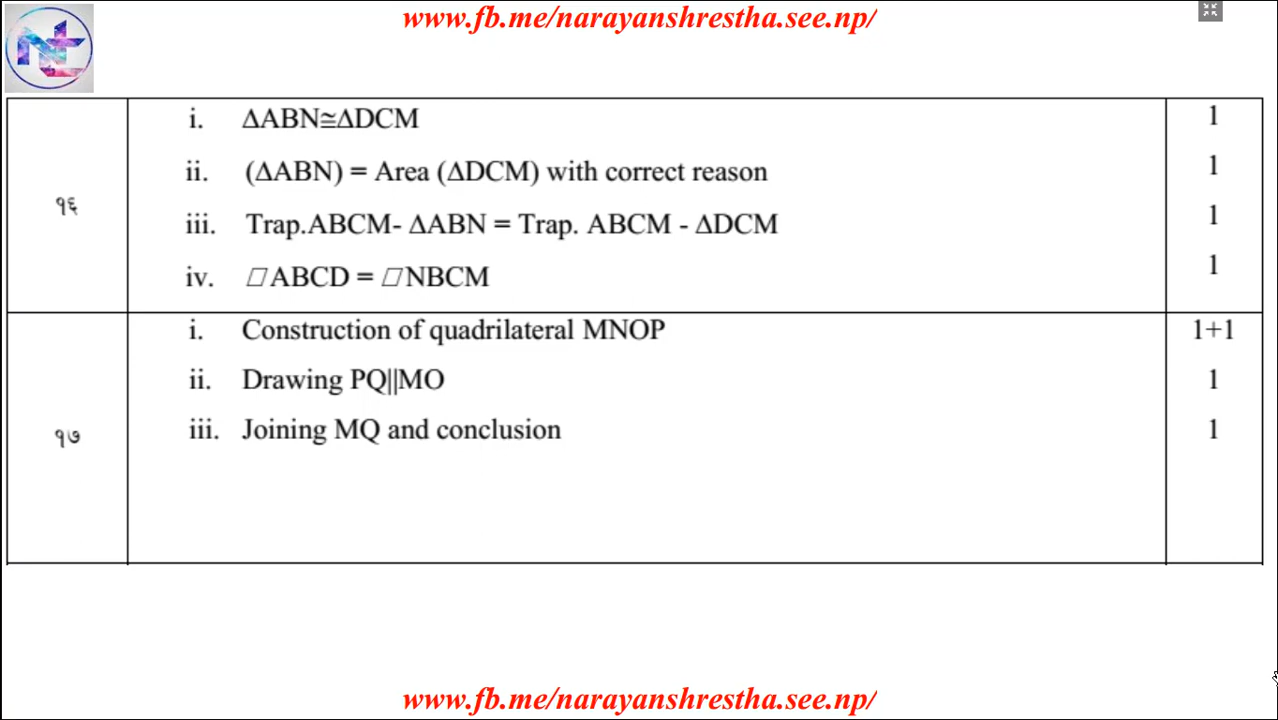 www.fb.me/narayanshrestha.see.np/
१६
i. ΔABN≅ΔDCM 1
ii. (ΔABN) = Area (ΔDCM) with correct reason 1
iii. Trap.ABCM- ΔABN = Trap. ABCM - ΔDCM 1
iv. ▱ABCD = ▱NBCM 1
१७
i. Construction of quadrilateral MNOP 1+1
ii. Drawing PQ||MO 1
iii. Joining MQ and conclusion 1
www.fb.me/narayanshrestha.see.np/